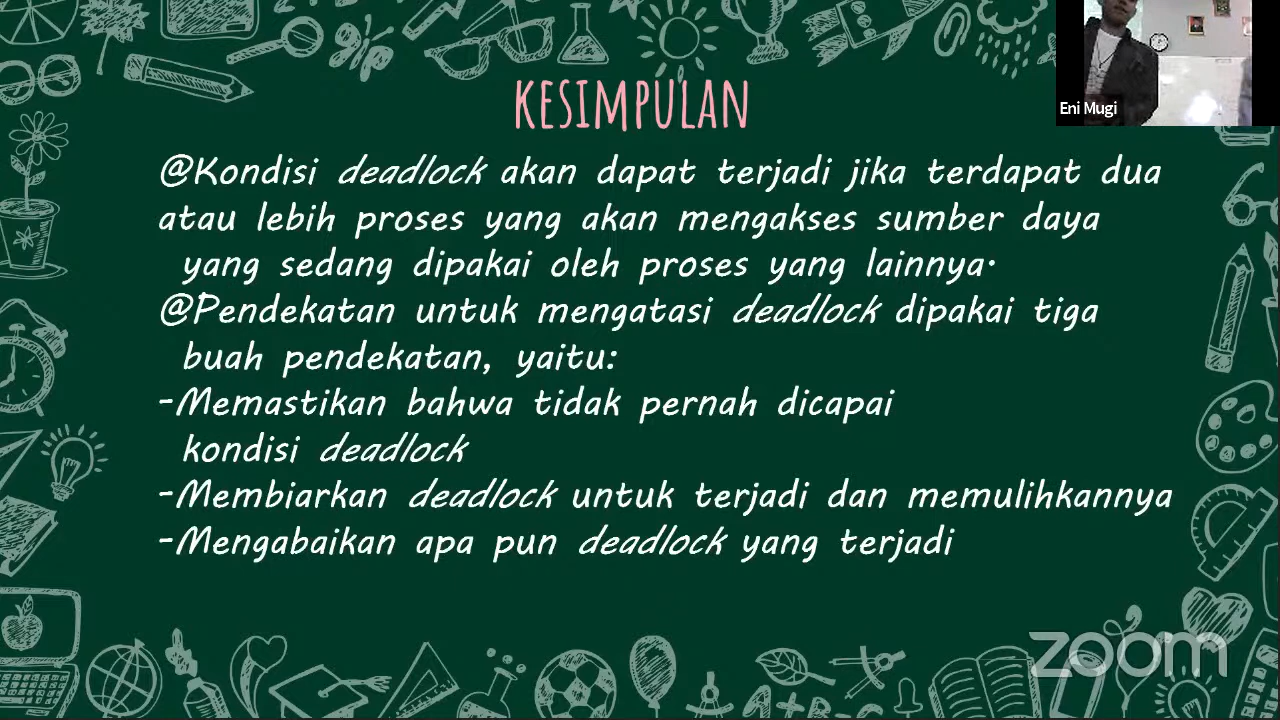 KESIMPULAN
Eni Mugi
@Kondisi deadlock akan dapat terjadi jika terdapat dua
atau lebih proses yang akan mengakses sumber daya
yang sedang dipakai oleh proses yang lainnya.
@Pendekatan untuk mengatasi deadlock dipakai tiga
buah pendekatan, yaitu:
-Memastikan bahwa tidak pernah dicapai
kondisi deadlock
-Membiarkan deadlock untuk terjadi dan memulihkannya
-Mengabaikan apa pun deadlock yang terjadi
zoom